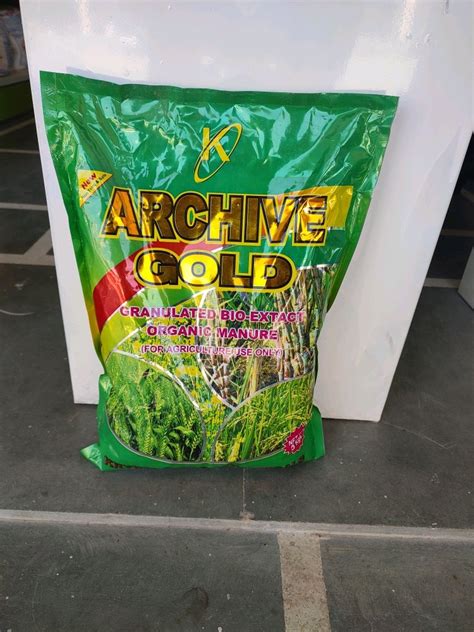 K
New
ARCHIVE
GOLD
GRANULATED BIO-EXTACT
ORGANIC MANURE
(FOR AGRICULTURE USE ONLY)